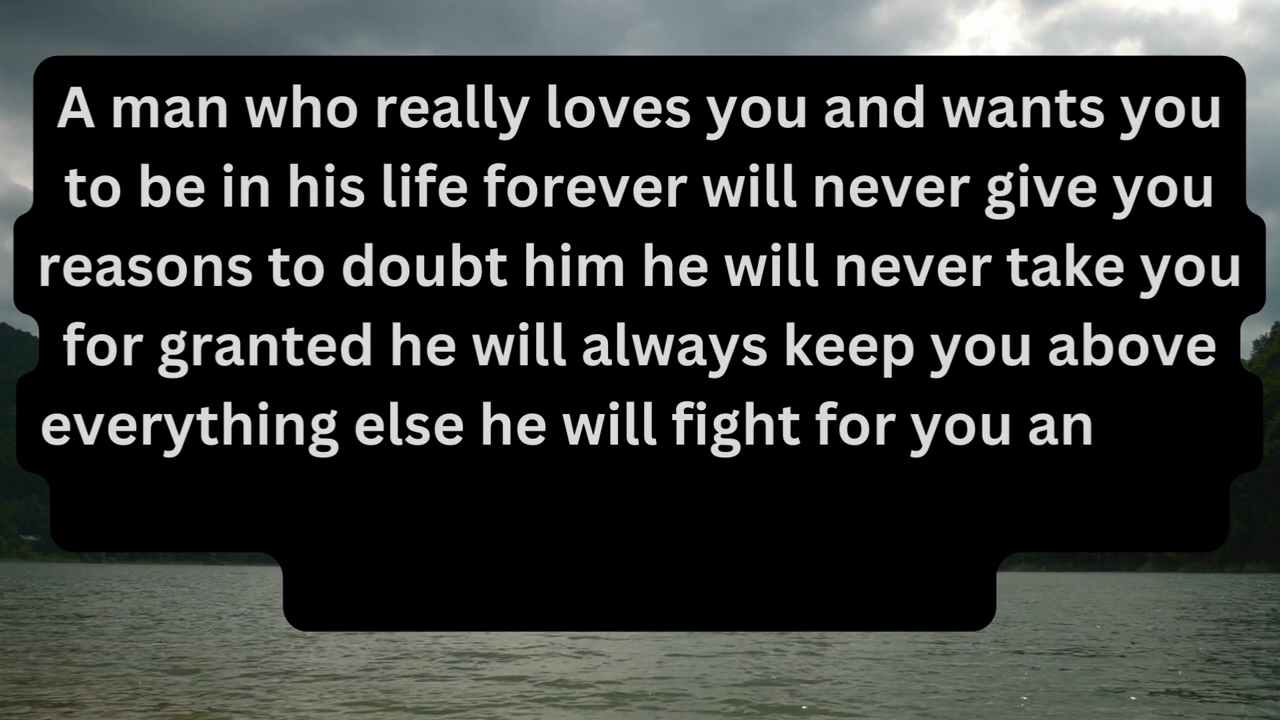 A man who really loves you and wants you
to be in his life forever will never give you
reasons to doubt him he will never take you
for granted he will always keep you above
everything else he will fight for you an